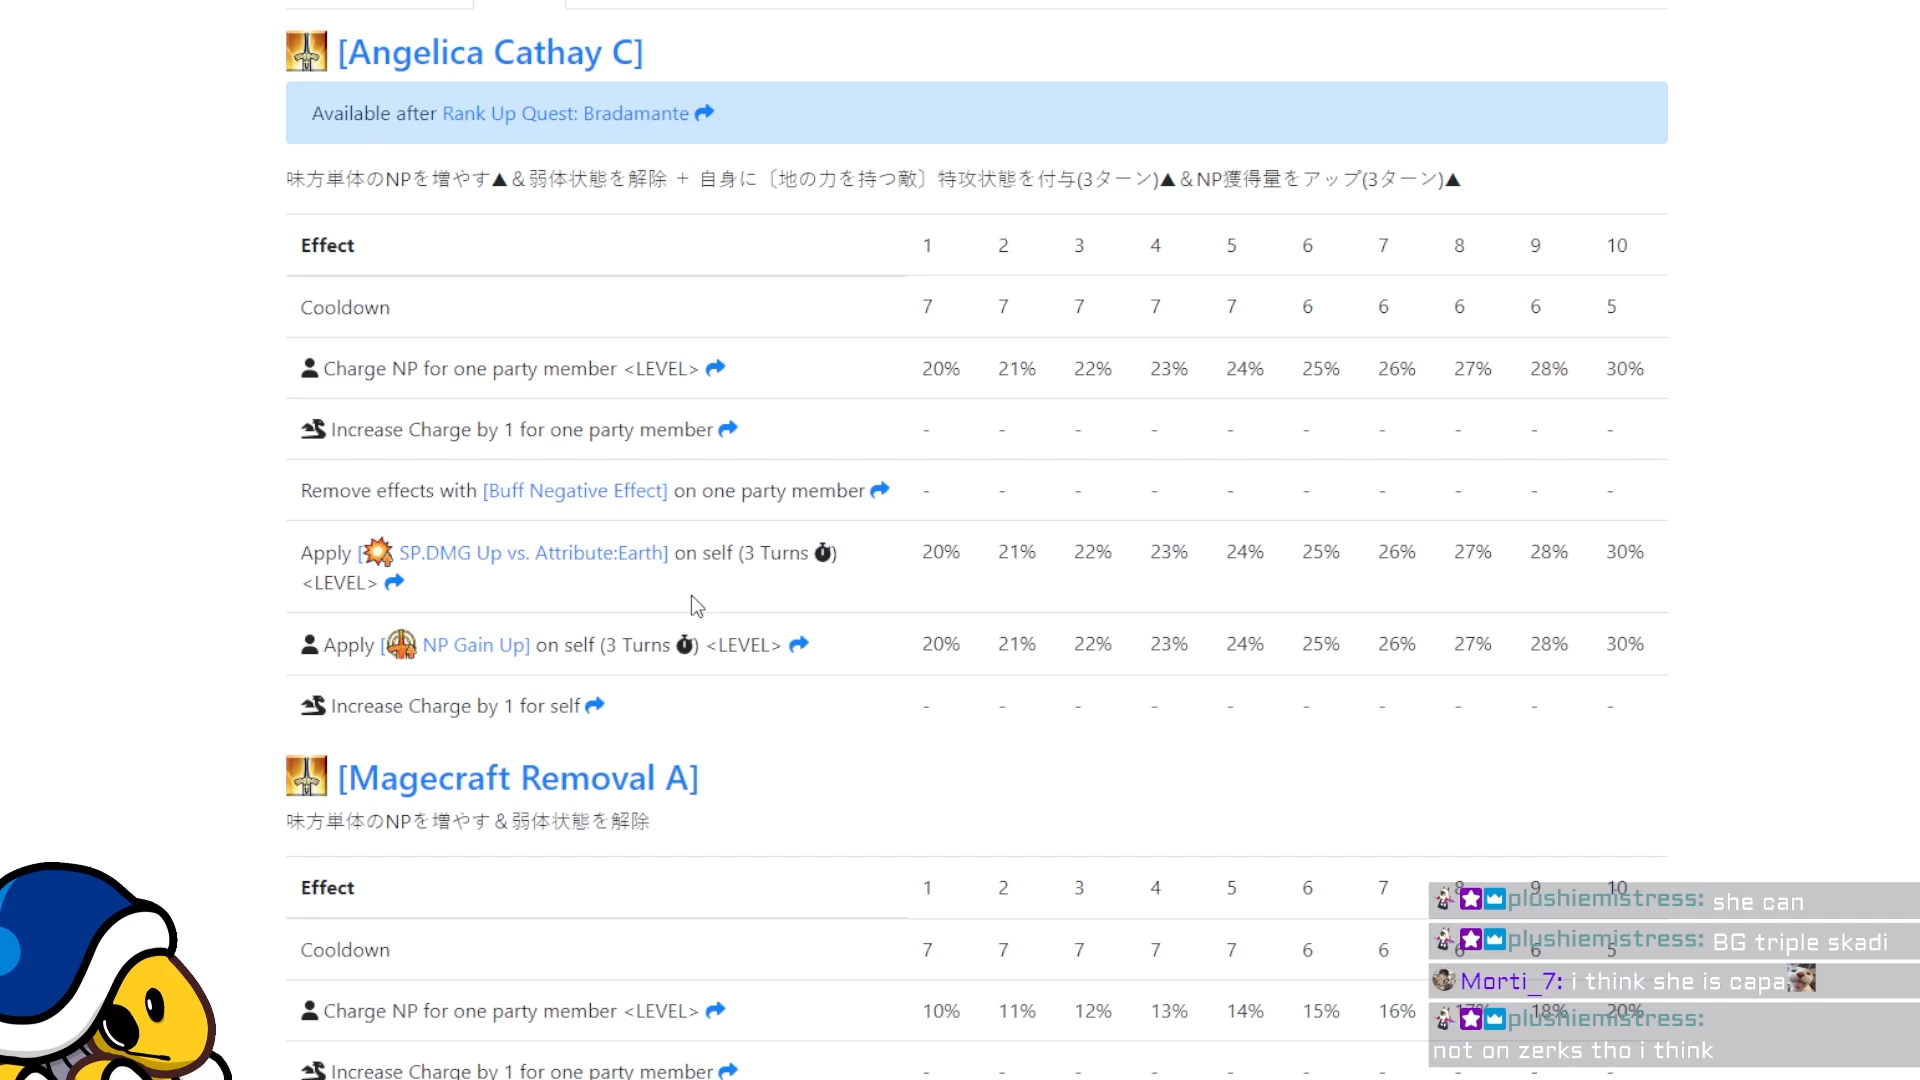 [Angelica Cathay C]
Available after Rank Up Quest: Bradamante
味方単体のNPを増やす▲＆弱体状態を解除 ＋ 自身に〔地の力を持つ敵〕特攻状態を付与(3ターン)▲＆NP獲得量をアップ(3ターン)▲
Effect 1 2 3 4 5 6 7 8 9 10
Cooldown 7 7 7 7 7 6 6 6 6 5
Charge NP for one party member <LEVEL> 20% 21% 22% 23% 24% 25% 26% 27% 28% 30%
Increase Charge by 1 for one party member - - - - - - - - - -
Remove effects with [Buff Negative Effect] on one party member - - - - - - - - - -
Apply [SP.DMG Up vs. Attribute:Earth] on self (3 Turns) 20% 21% 22% 23% 24% 25% 26% 27% 28% 30%
<LEVEL>
Apply [NP Gain Up] on self (3 Turns) <LEVEL> 20% 21% 22% 23% 24% 25% 26% 27% 28% 30%
Increase Charge by 1 for self - - - - - - - - - -
[Magecraft Removal A]
味方単体のNPを増やす＆弱体状態を解除
Effect 1 2 3 4 5 6 7 8 9 10
Cooldown 7 7 7 7 7 6 6 6 6 5
Charge NP for one party member <LEVEL> 10% 11% 12% 13% 14% 15% 16% 17% 18% 20%
Increase Charge by 1 for one party member - - - - - - - - - -
plushiemistress: she can
plushiemistress: BG triple skadi
Morti_7: i think she is capa
plushiemistress:
not on zerks tho i think